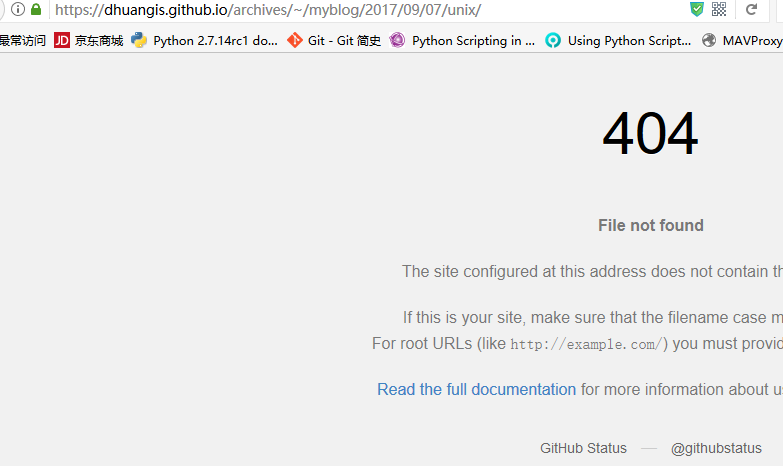 https://dhuangis.github.io/archives/~/myblog/2017/09/07/unix/
最常访问 JD 京东商城 Python 2.7.14rc1 do... Git - Git 简史 Python Scripting in ... Using Python Script... MAVProxy
404
File not found
The site configured at this address does not contain th
If this is your site, make sure that the filename case m
For root URLs (like http://example.com/) you must provid
Read the full documentation for more information about us
GitHub Status — @githubstatus